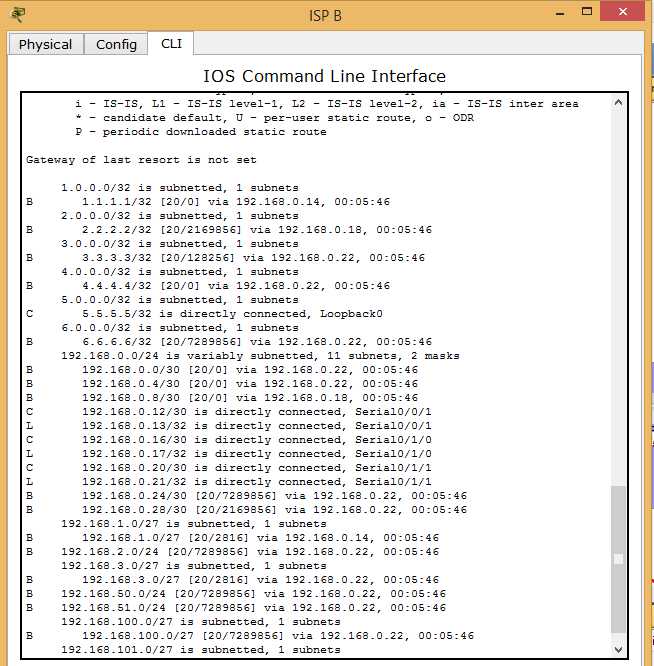 ISP B
Physical Config CLI
IOS Command Line Interface
i - IS-IS, L1 - IS-IS level-1, L2 - IS-IS level-2, ia - IS-IS inter area
* - candidate default, U - per-user static route, o - ODR
P - periodic downloaded static route
Gateway of last resort is not set
1.0.0.0/32 is subnetted, 1 subnets
B 1.1.1.1/32 [20/0] via 192.168.0.14, 00:05:46
2.0.0.0/32 is subnetted, 1 subnets
B 2.2.2.2/32 [20/2169856] via 192.168.0.18, 00:05:46
3.0.0.0/32 is subnetted, 1 subnets
B 3.3.3.3/32 [20/128256] via 192.168.0.22, 00:05:46
4.0.0.0/32 is subnetted, 1 subnets
B 4.4.4.4/32 [20/0] via 192.168.0.22, 00:05:46
5.0.0.0/32 is subnetted, 1 subnets
C 5.5.5.5/32 is directly connected, Loopback0
6.0.0.0/32 is subnetted, 1 subnets
B 6.6.6.6/32 [20/7289856] via 192.168.0.22, 00:05:46
192.168.0.0/24 is variably subnetted, 11 subnets, 2 masks
B 192.168.0.0/30 [20/0] via 192.168.0.22, 00:05:46
B 192.168.0.4/30 [20/0] via 192.168.0.22, 00:05:46
B 192.168.0.8/30 [20/0] via 192.168.0.18, 00:05:46
C 192.168.0.12/30 is directly connected, Serial0/0/1
L 192.168.0.13/32 is directly connected, Serial0/0/1
C 192.168.0.16/30 is directly connected, Serial0/1/0
L 192.168.0.17/32 is directly connected, Serial0/1/0
C 192.168.0.20/30 is directly connected, Serial0/1/1
L 192.168.0.21/32 is directly connected, Serial0/1/1
B 192.168.0.24/30 [20/7289856] via 192.168.0.22, 00:05:46
B 192.168.0.28/30 [20/2169856] via 192.168.0.22, 00:05:46
192.168.1.0/27 is subnetted, 1 subnets
B 192.168.1.0/27 [20/2816] via 192.168.0.14, 00:05:46
B 192.168.2.0/24 [20/7289856] via 192.168.0.22, 00:05:46
192.168.3.0/27 is subnetted, 1 subnets
B 192.168.3.0/27 [20/2816] via 192.168.0.22, 00:05:46
B 192.168.50.0/24 [20/7289856] via 192.168.0.22, 00:05:46
B 192.168.51.0/24 [20/7289856] via 192.168.0.22, 00:05:46
192.168.100.0/27 is subnetted, 1 subnets
B 192.168.100.0/27 [20/7289856] via 192.168.0.22, 00:05:46
192.168.101.0/27 is subnetted, 1 subnets